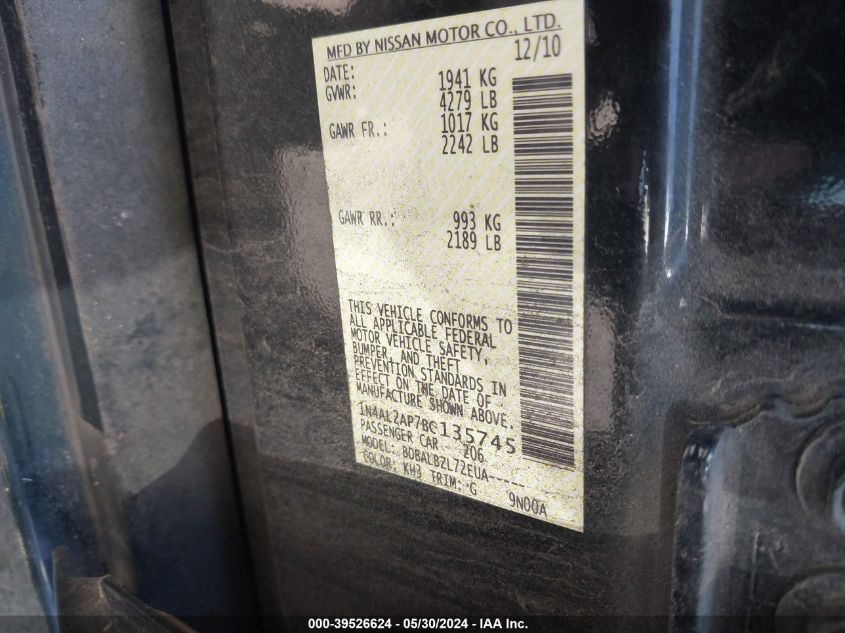 MFD BY NISSAN MOTOR CO., LTD.
DATE: 12/10
GVWR: 1941 KG
4279 LB
GAWR FR.: 1017 KG
2242 LB
GAWR RR.: 993 KG
2189 LB
THIS VEHICLE CONFORMS TO
ALL APPLICABLE FEDERAL
MOTOR VEHICLE SAFETY,
BUMPER, AND THEFT
PREVENTION STANDARDS IN
EFFECT ON THE DATE OF
MANUFACTURE SHOWN ABOVE.
1N4AL2AP7BC135745
PASSENGER CAR Z06
MODEL: BDBALBZL72EUA-----
COLOR: KH3 TRIM: G 9N00A
000-39526624 / 05/30/2024 - IAA Inc.